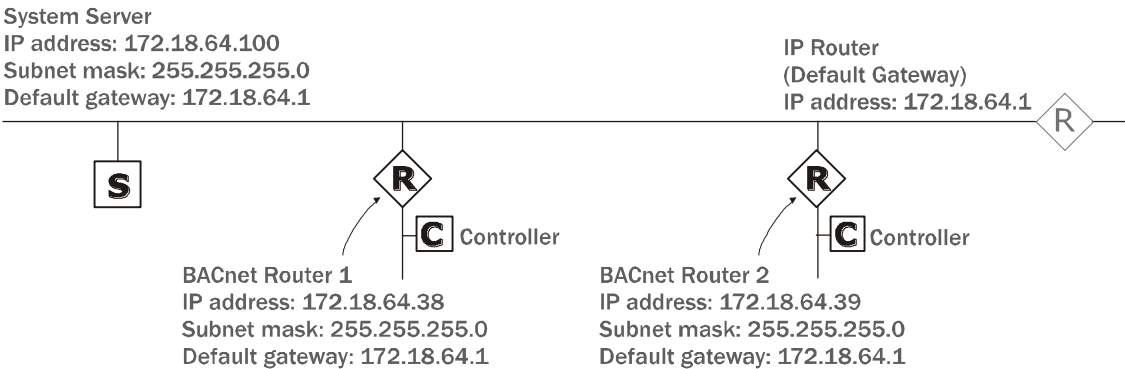 System Server
IP address: 172.18.64.100
Subnet mask: 255.255.255.0
Default gateway: 172.18.64.1
IP Router
(Default Gateway)
IP address: 172.18.64.1
R
S
R
R
C Controller
C Controller
BACnet Router 1
IP address: 172.18.64.38
Subnet mask: 255.255.255.0
Default gateway: 172.18.64.1
BACnet Router 2
IP address: 172.18.64.39
Subnet mask: 255.255.255.0
Default gateway: 172.18.64.1